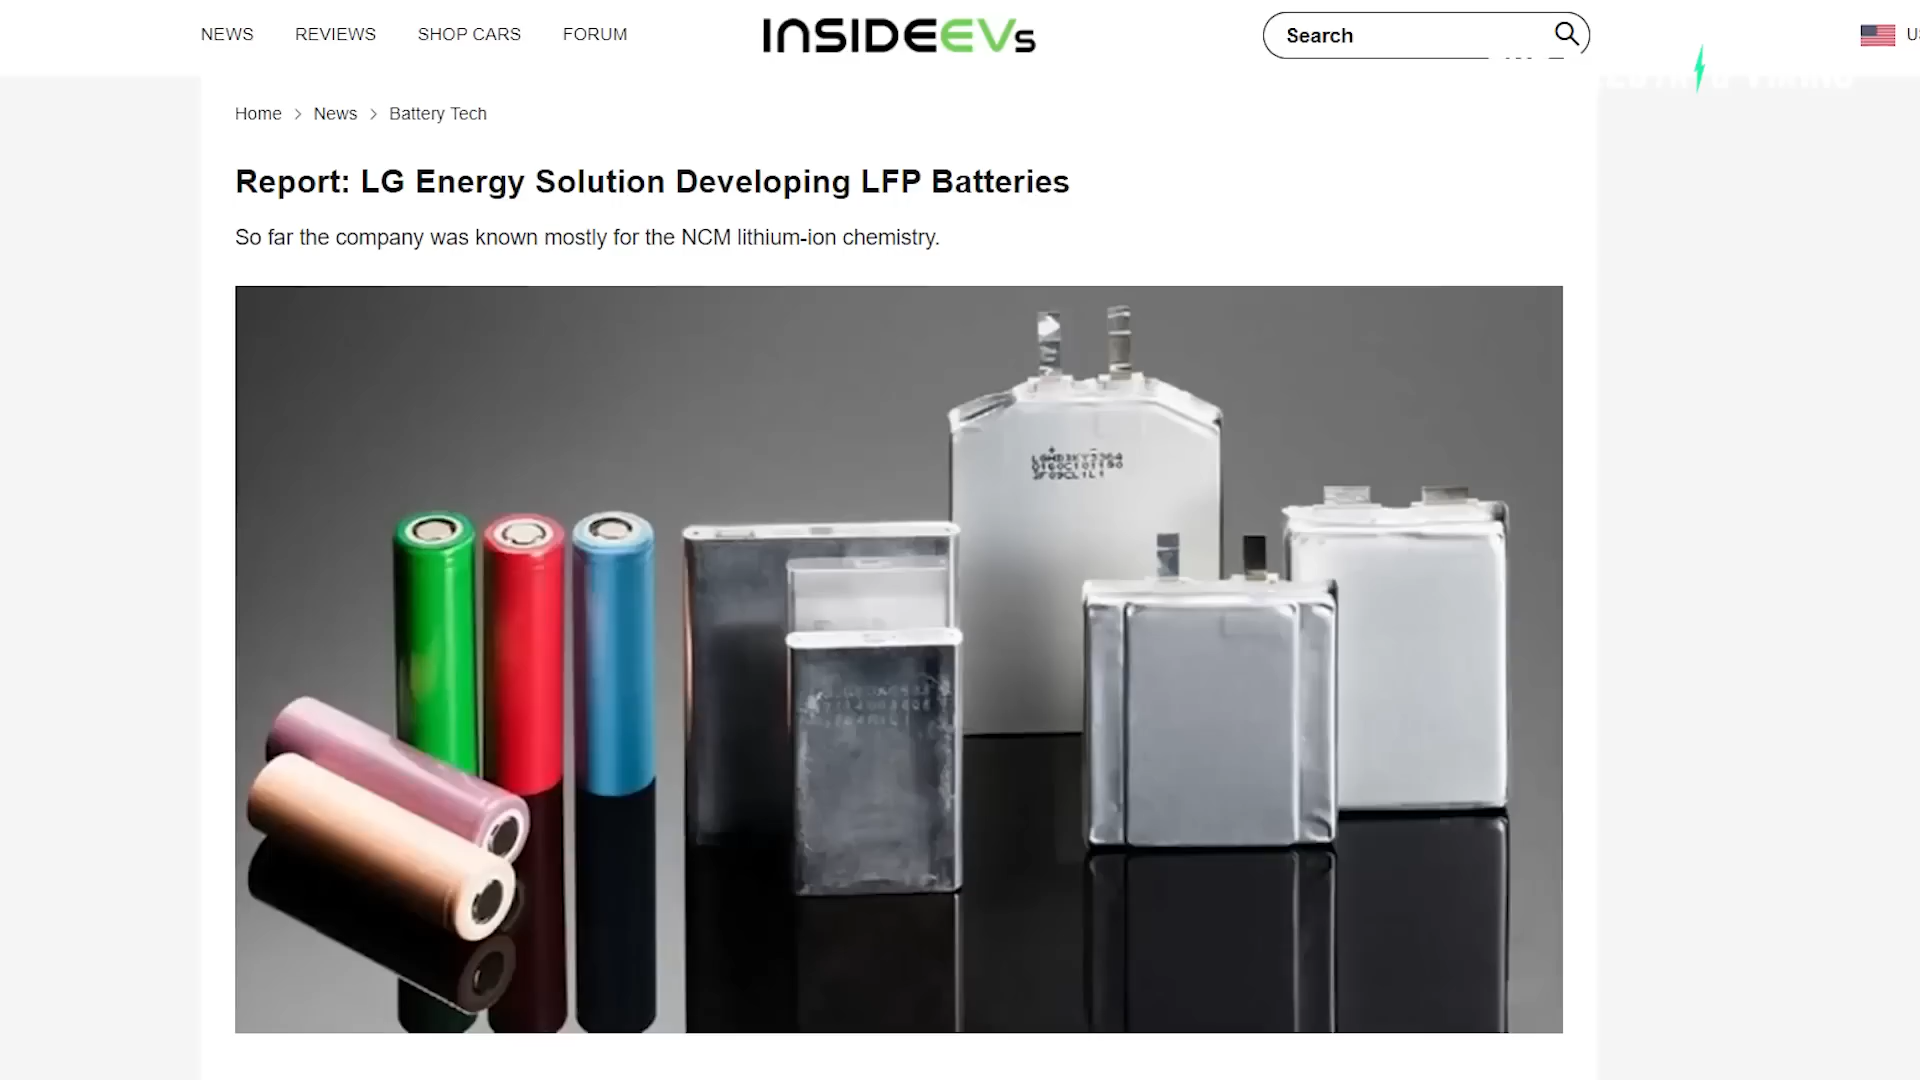 NEWS REVIEWS SHOP CARS FORUM INSIDEEVs Search
Home > News > Battery Tech
Report: LG Energy Solution Developing LFP Batteries
So far the company was known mostly for the NCM lithium-ion chemistry.